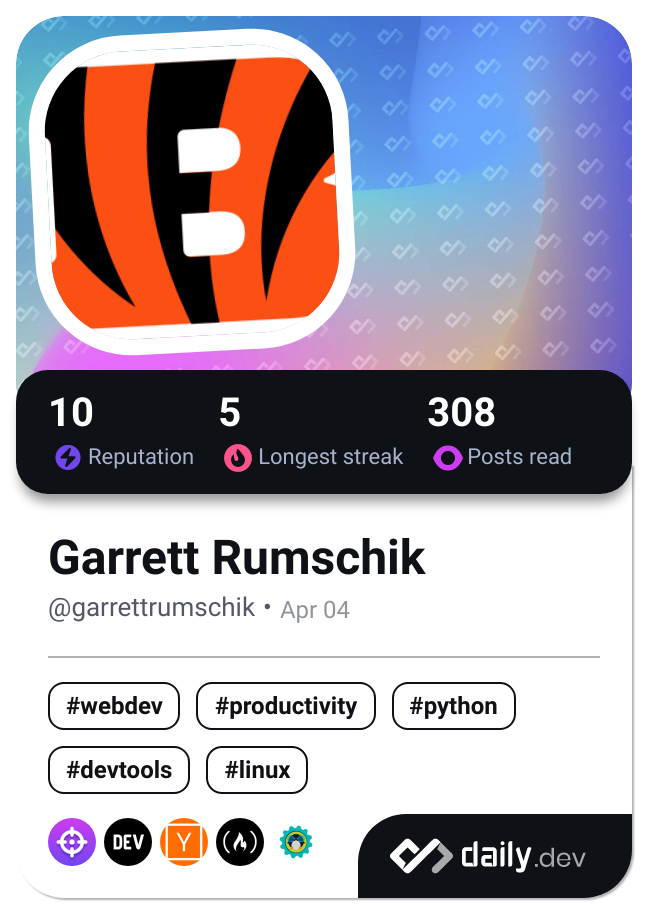 B
10 5 308
Reputation Longest streak Posts read
Garrett Rumschik
@garrettrumschik • Apr 04
#webdev #productivity #python
#devtools #linux
DEV Y
daily.dev